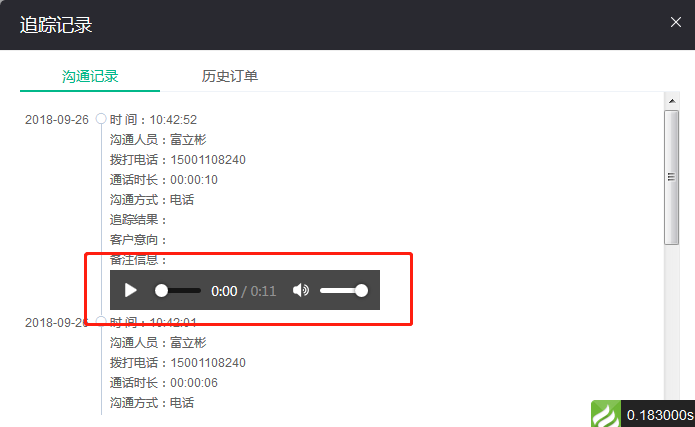 追踪记录
沟通记录 历史订单
2018-09-26 时 间：10:42:52
沟通人员：富立彬
拨打电话：15001108240
通话时长：00:00:10
沟通方式：电话
追踪结果：
客户意向：
备注信息：
0:00 / 0:11
2018-09-26 时 间：10:42:01
沟通人员：富立彬
拨打电话：15001108240
通话时长：00:00:06
沟通方式：电话
0.183000s